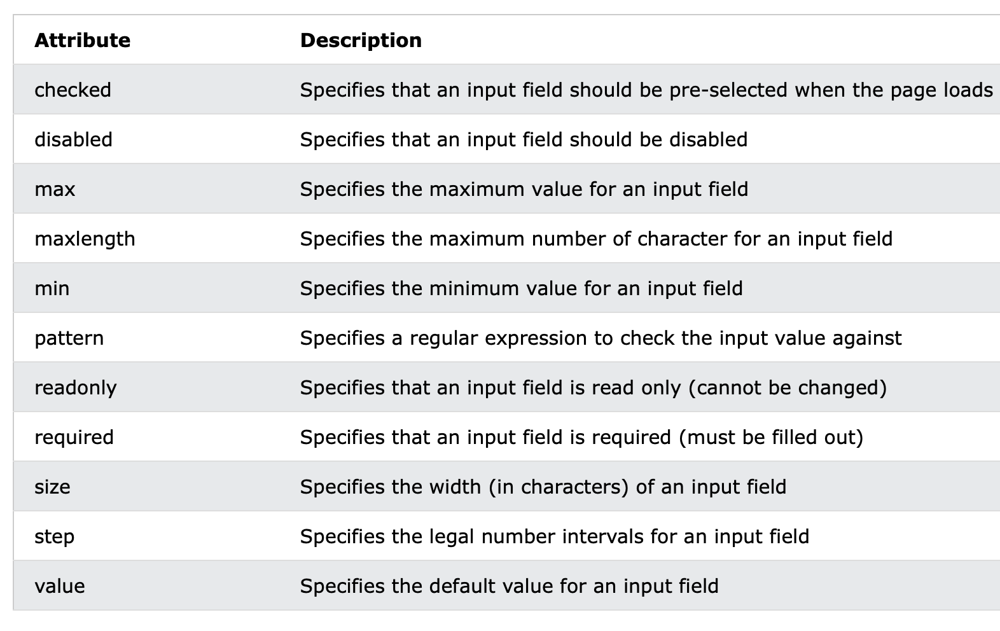 Attribute Description
checked Specifies that an input field should be pre-selected when the page loads
disabled Specifies that an input field should be disabled
max Specifies the maximum value for an input field
maxlength Specifies the maximum number of character for an input field
min Specifies the minimum value for an input field
pattern Specifies a regular expression to check the input value against
readonly Specifies that an input field is read only (cannot be changed)
required Specifies that an input field is required (must be filled out)
size Specifies the width (in characters) of an input field
step Specifies the legal number intervals for an input field
value Specifies the default value for an input field